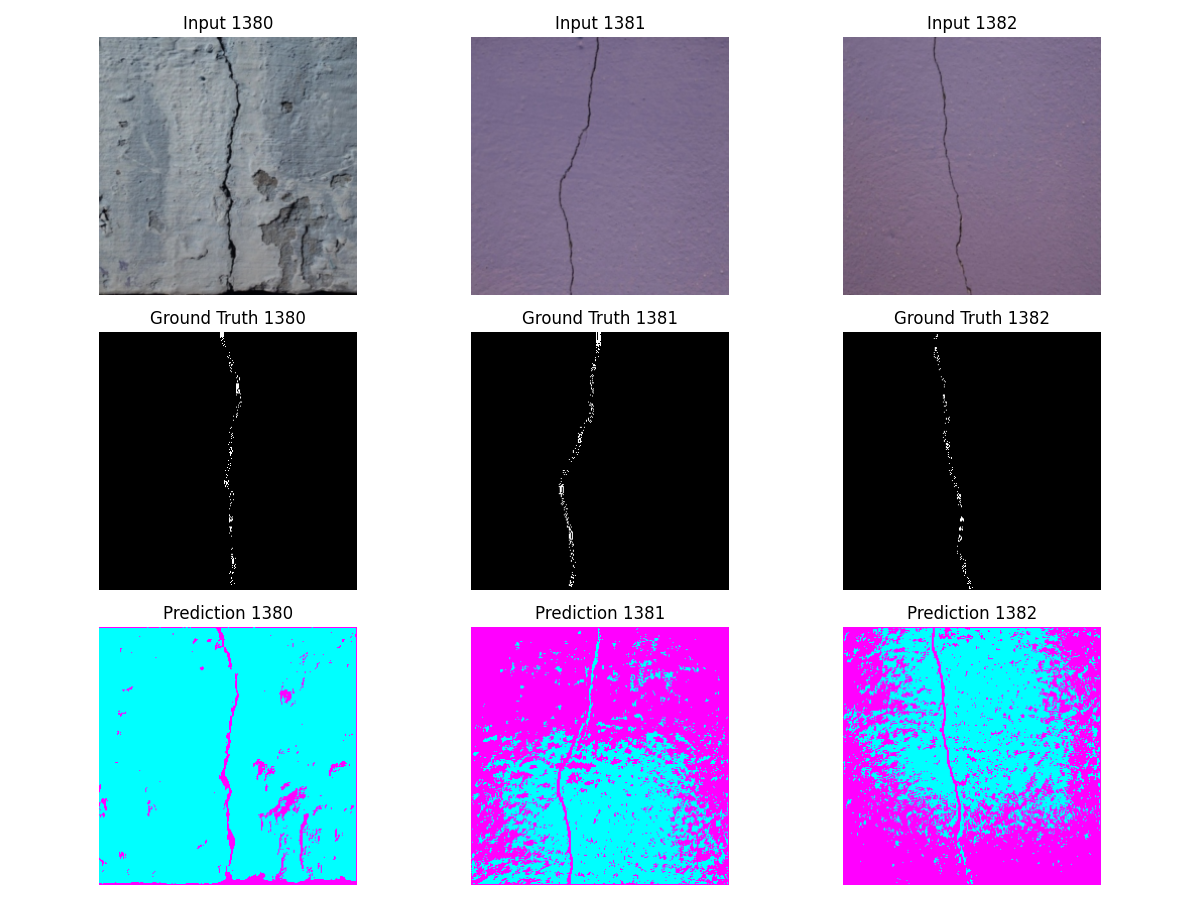 Input 1380
Input 1381
Input 1382
Ground Truth 1380
Ground Truth 1381
Ground Truth 1382
Prediction 1380
Prediction 1381
Prediction 1382